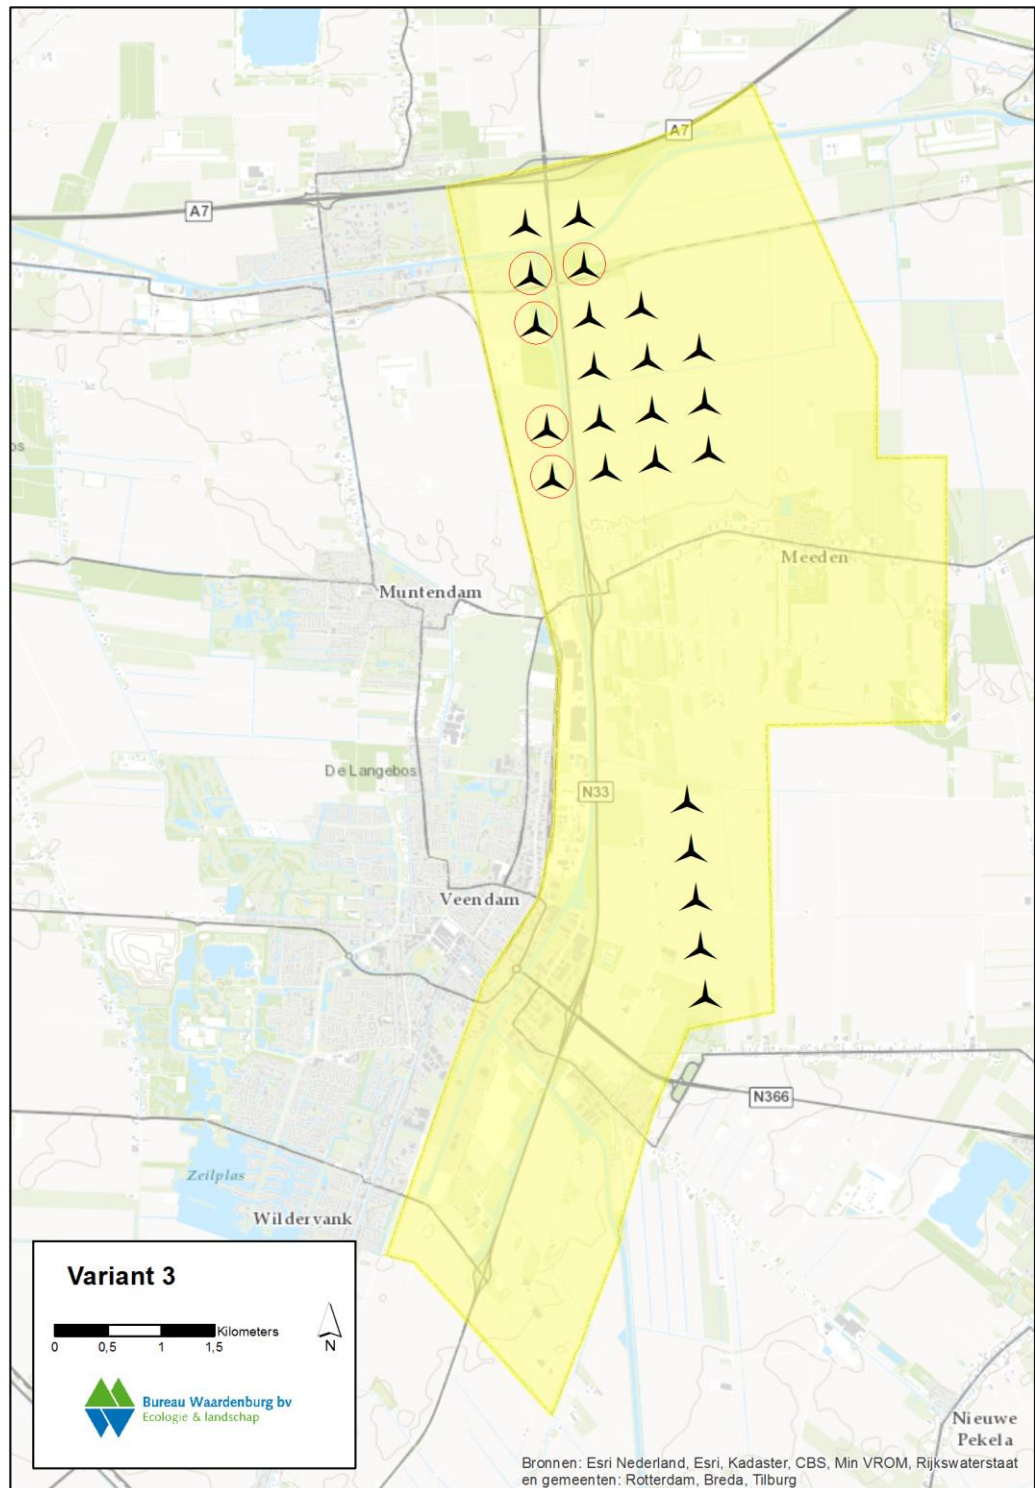 A7
A7
os
Meeden
Muntendam
De Langebos
N33
Veendam
N366
Zeilplas
Wildervank
Variant 3
Kilometers
0 0,5 1 1,5
N
Bureau Waardenburg bv
Ecologie & landschap
Nieuwe
Pekela
Bronnen: Esri Nederland, Esri, Kadaster, CBS, Min VROM, Rijkswaterstaat
en gemeenten: Rotterdam, Breda, Tilburg